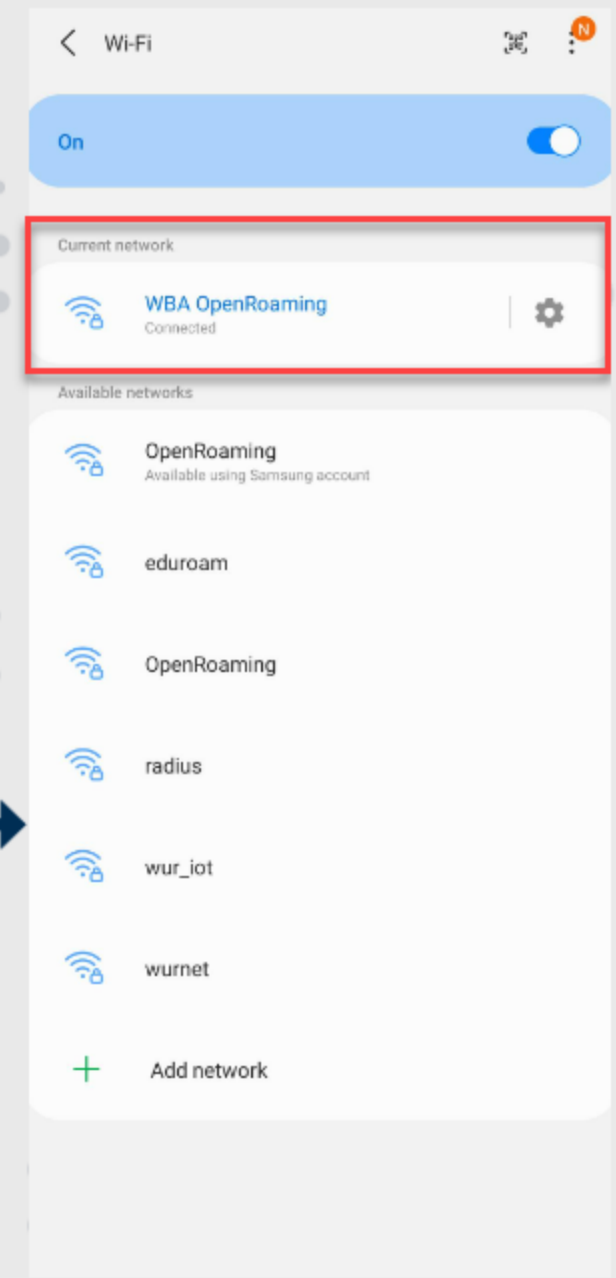 Wi-Fi
N
On
Current network
WBA OpenRoaming
Connected
Available networks
OpenRoaming
Available using Samsung account
eduroam
OpenRoaming
radius
wur_iot
wurnet
Add network